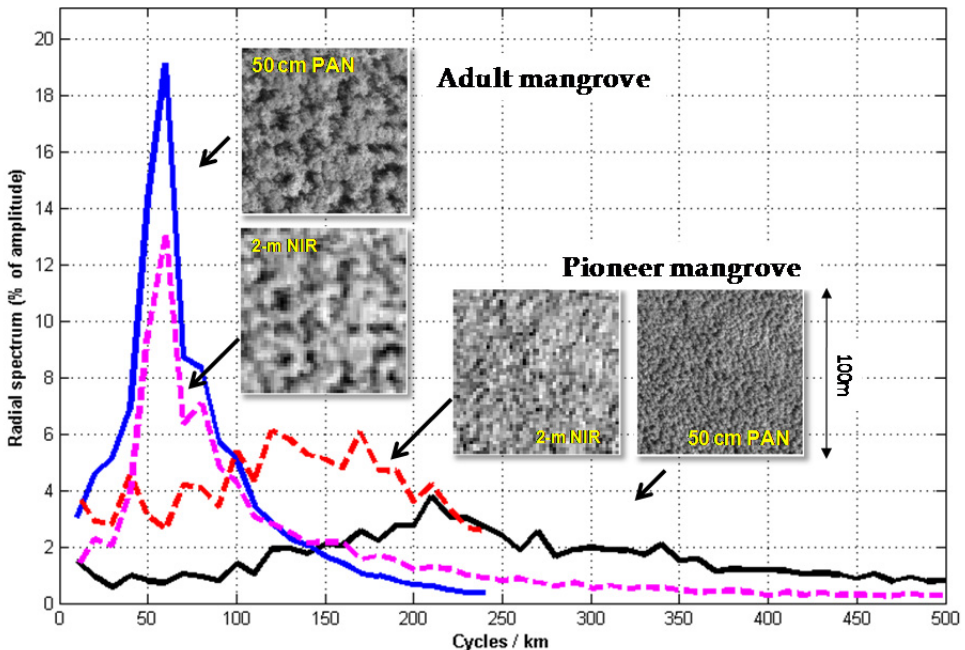 20
18
16
14
12
10
8
6
4
2
0
Radial spectrum (% of amplitude)
50 cm PAN
Adult mangrove
2-m NIR
Pioneer mangrove
2-m NIR
50 cm PAN
100m
0 50 100 150 200 250 300 350 400 450 500
Cycles / km